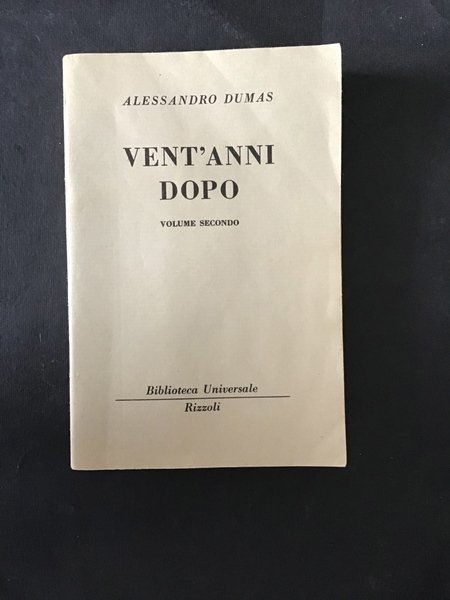 ALESSANDRO DUMAS
VENT'ANNI
DOPO
VOLUME SECONDO
Biblioteca Universale
Rizzoli